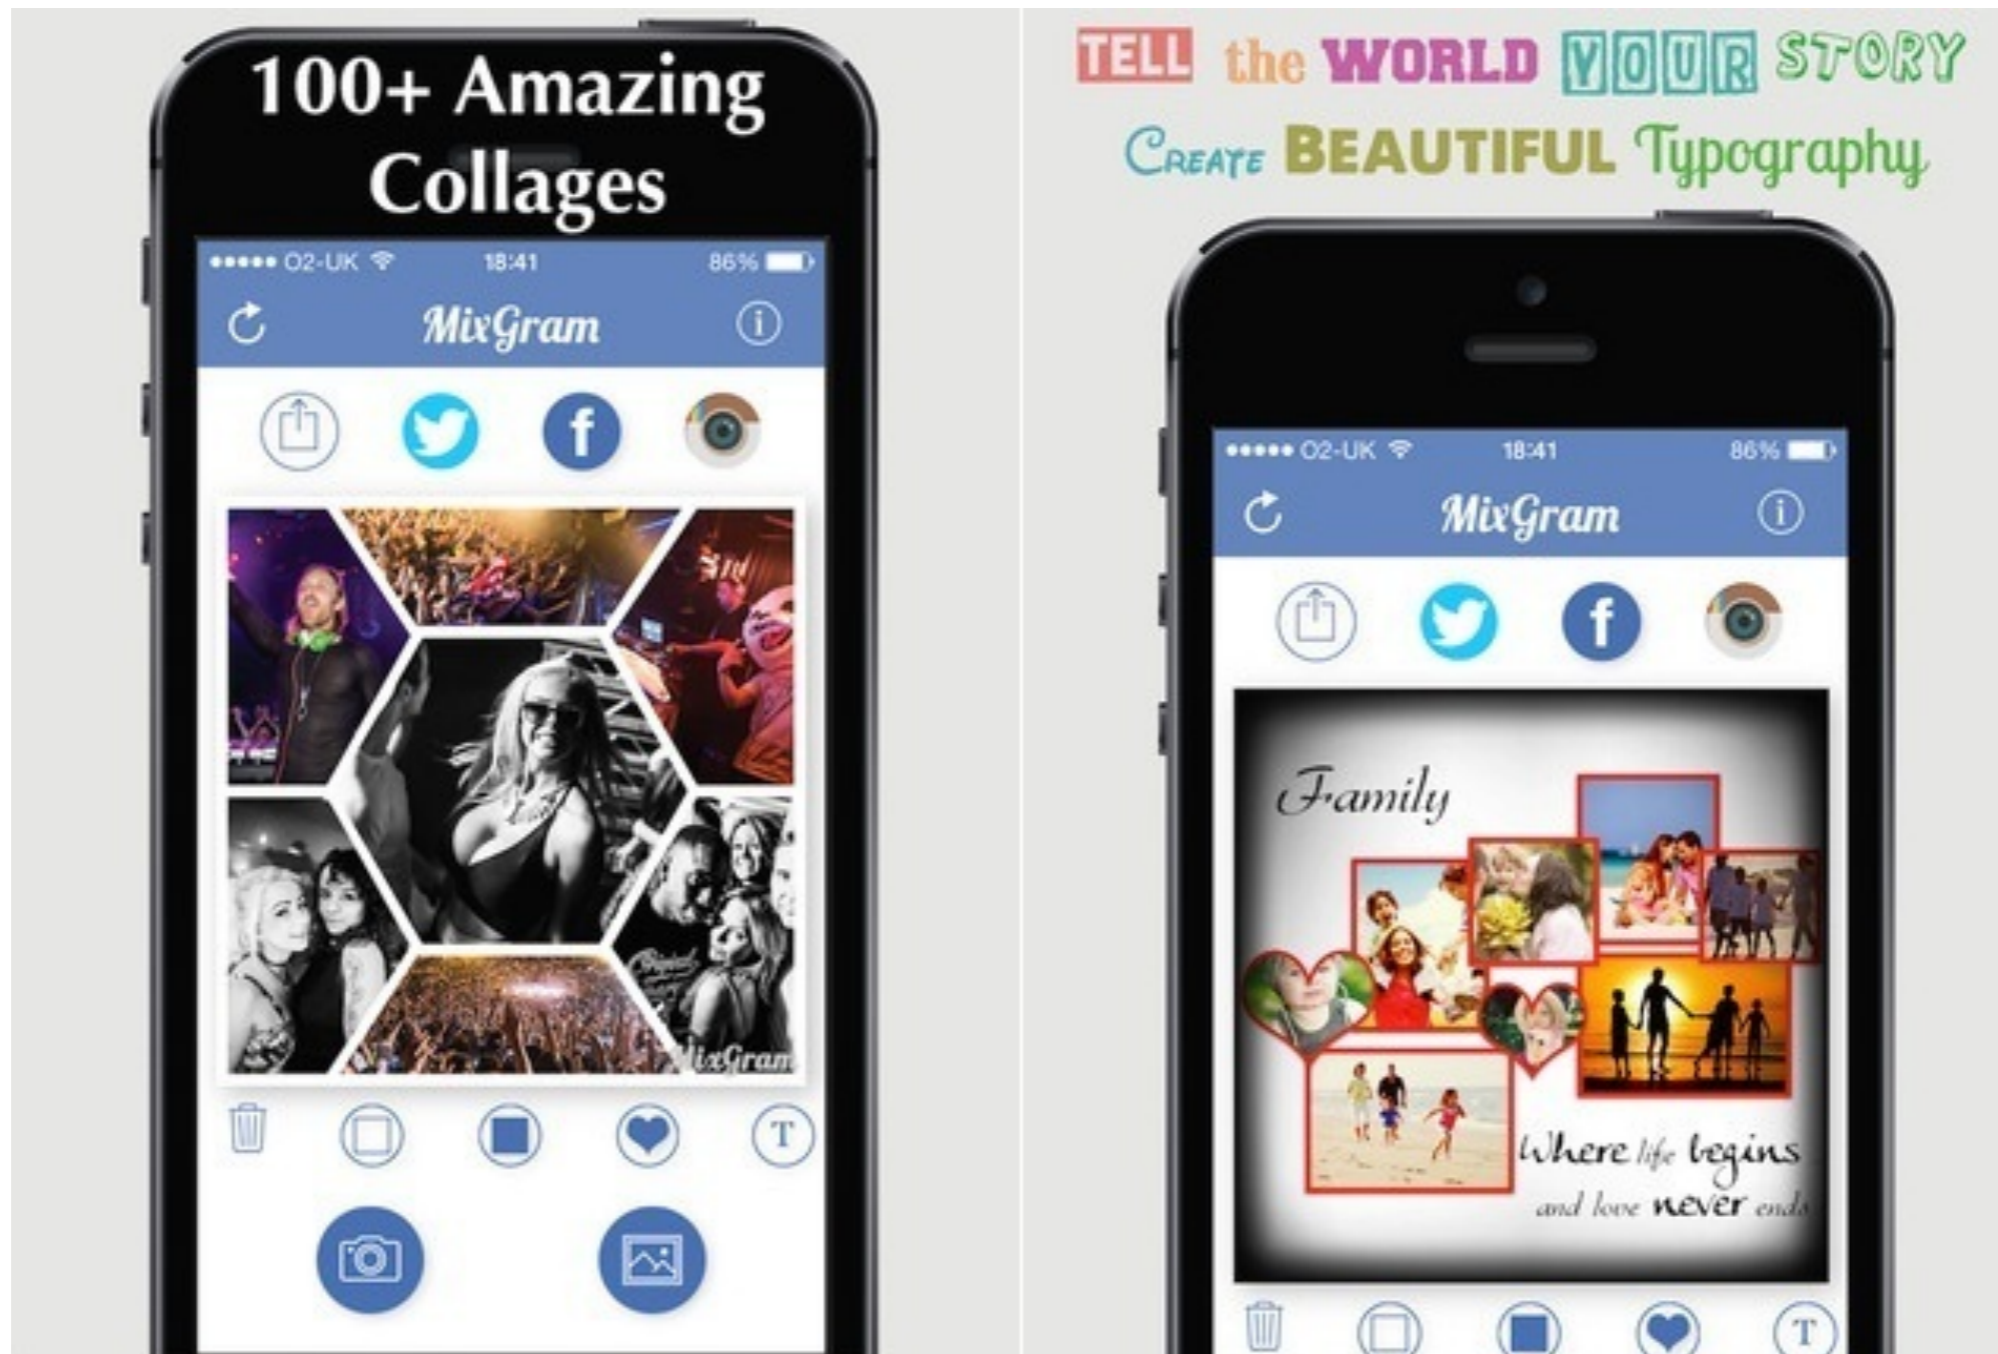 100+ Amazing
Collages
O2-UK 18:41 86%
MixGram
f
MixGram
T
TELL the WORLD YOUR STORY
CREATE BEAUTIFUL Typography
O2-UK 18:41 86%
MixGram
f
Family
Where life begins
and love never ends
T